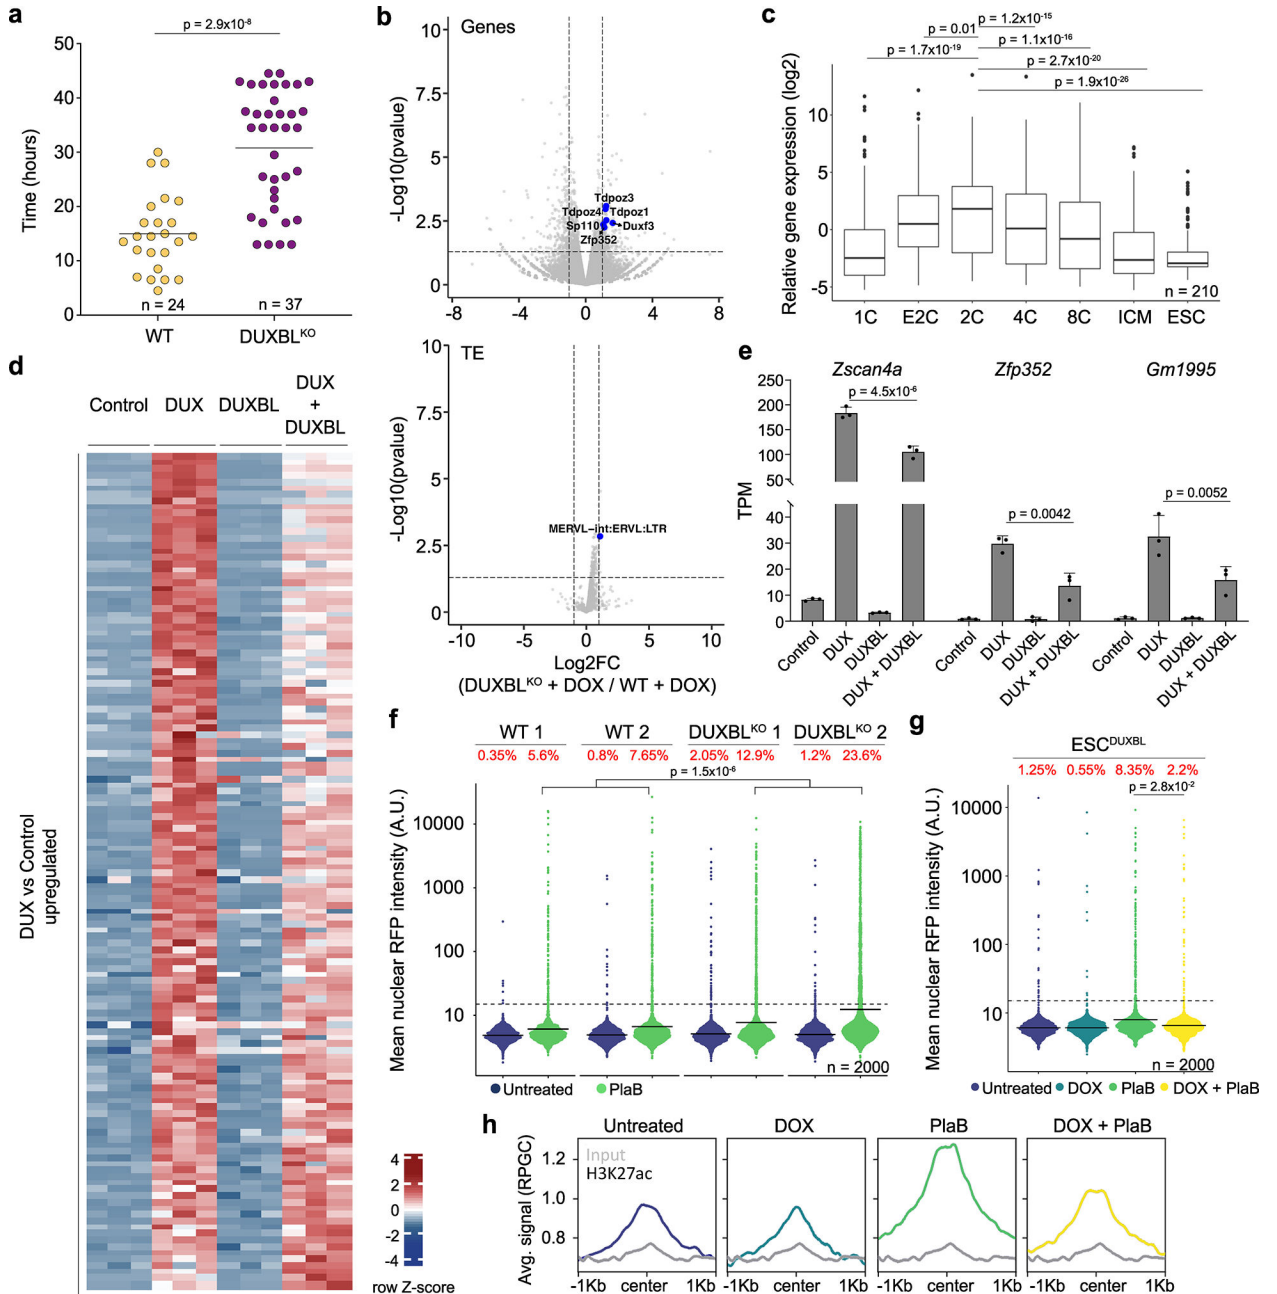 a
p = 2.9x10-8
Time (hours)
50
40
30
20
10
0
n = 24
n = 37
WT
DUXBLKO
b
Genes
-Log10(pvalue)
10
7.5
5
2.5
0
Tdpoz3
Tdpoz4
Tdpoz1
Sp110
Duxf3
Zfp352
-8
-4
0
4
8
TE
-Log10(pvalue)
10
7.5
5
2.5
0
MERVL-int:ERVL:LTR
-10
-5
0
5
10
Log2FC
(DUXBLKO + DOX / WT + DOX)
c
p = 1.2x10-15
p = 0.01
p = 1.1x10-16
p = 1.7x10-19
p = 2.7x10-20
p = 1.9x10-26
Relative gene expression (log2)
10
5
0
-5
n = 210
1C
E2C
2C
4C
8C
ICM
ESC
d
Control
DUX
DUXBL
DUX
+
DUXBL
DUX vs Control
upregulated
4
2
0
-2
-4
row Z-score
e
Zscan4a
Zfp352
Gm1995
TPM
250
200
150
100
50
40
30
20
10
0
p = 4.5x10-6
p = 0.0042
p = 0.0052
Control
DUX
DUXBL
DUX + DUXBL
Control
DUX
DUXBL
DUX + DUXBL
Control
DUX
DUXBL
DUX + DUXBL
f
WT 1
WT 2
DUXBLKO 1
DUXBLKO 2
0.35%
5.6%
0.8%
7.65%
2.05%
12.9%
1.2%
23.6%
p = 1.5x10-6
Mean nuclear RFP intensity (A.U.)
10000
1000
100
10
n = 2000
Untreated
PlaB
g
ESCDUXBL
1.25%
0.55%
8.35%
2.2%
p = 2.8x10-2
Mean nuclear RFP intensity (A.U.)
10000
1000
100
10
n = 2000
Untreated
DOX
PlaB
DOX + PlaB
h
Untreated
DOX
PlaB
DOX + PlaB
Avg. signal (RPGC)
1.2
1.0
0.8
Input
H3K27ac
-1Kb
center
1Kb
-1Kb
center
1Kb
-1Kb
center
1Kb
-1Kb
center
1Kb